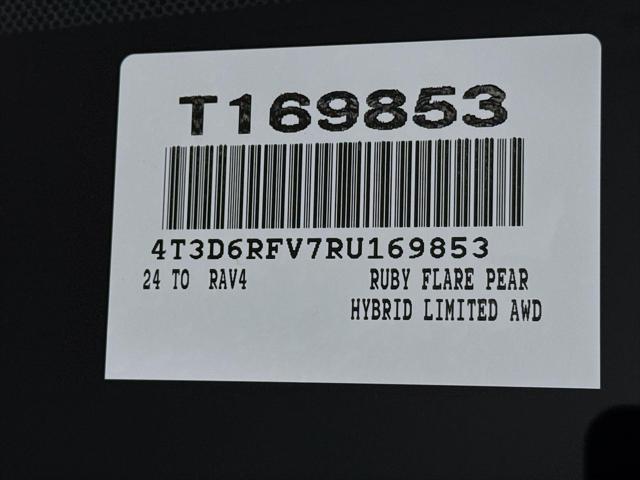 T169853
4T3D6RFV7RU169853
24 TO RAV4 RUBY FLARE PEAR
HYBRID LIMITED AWD